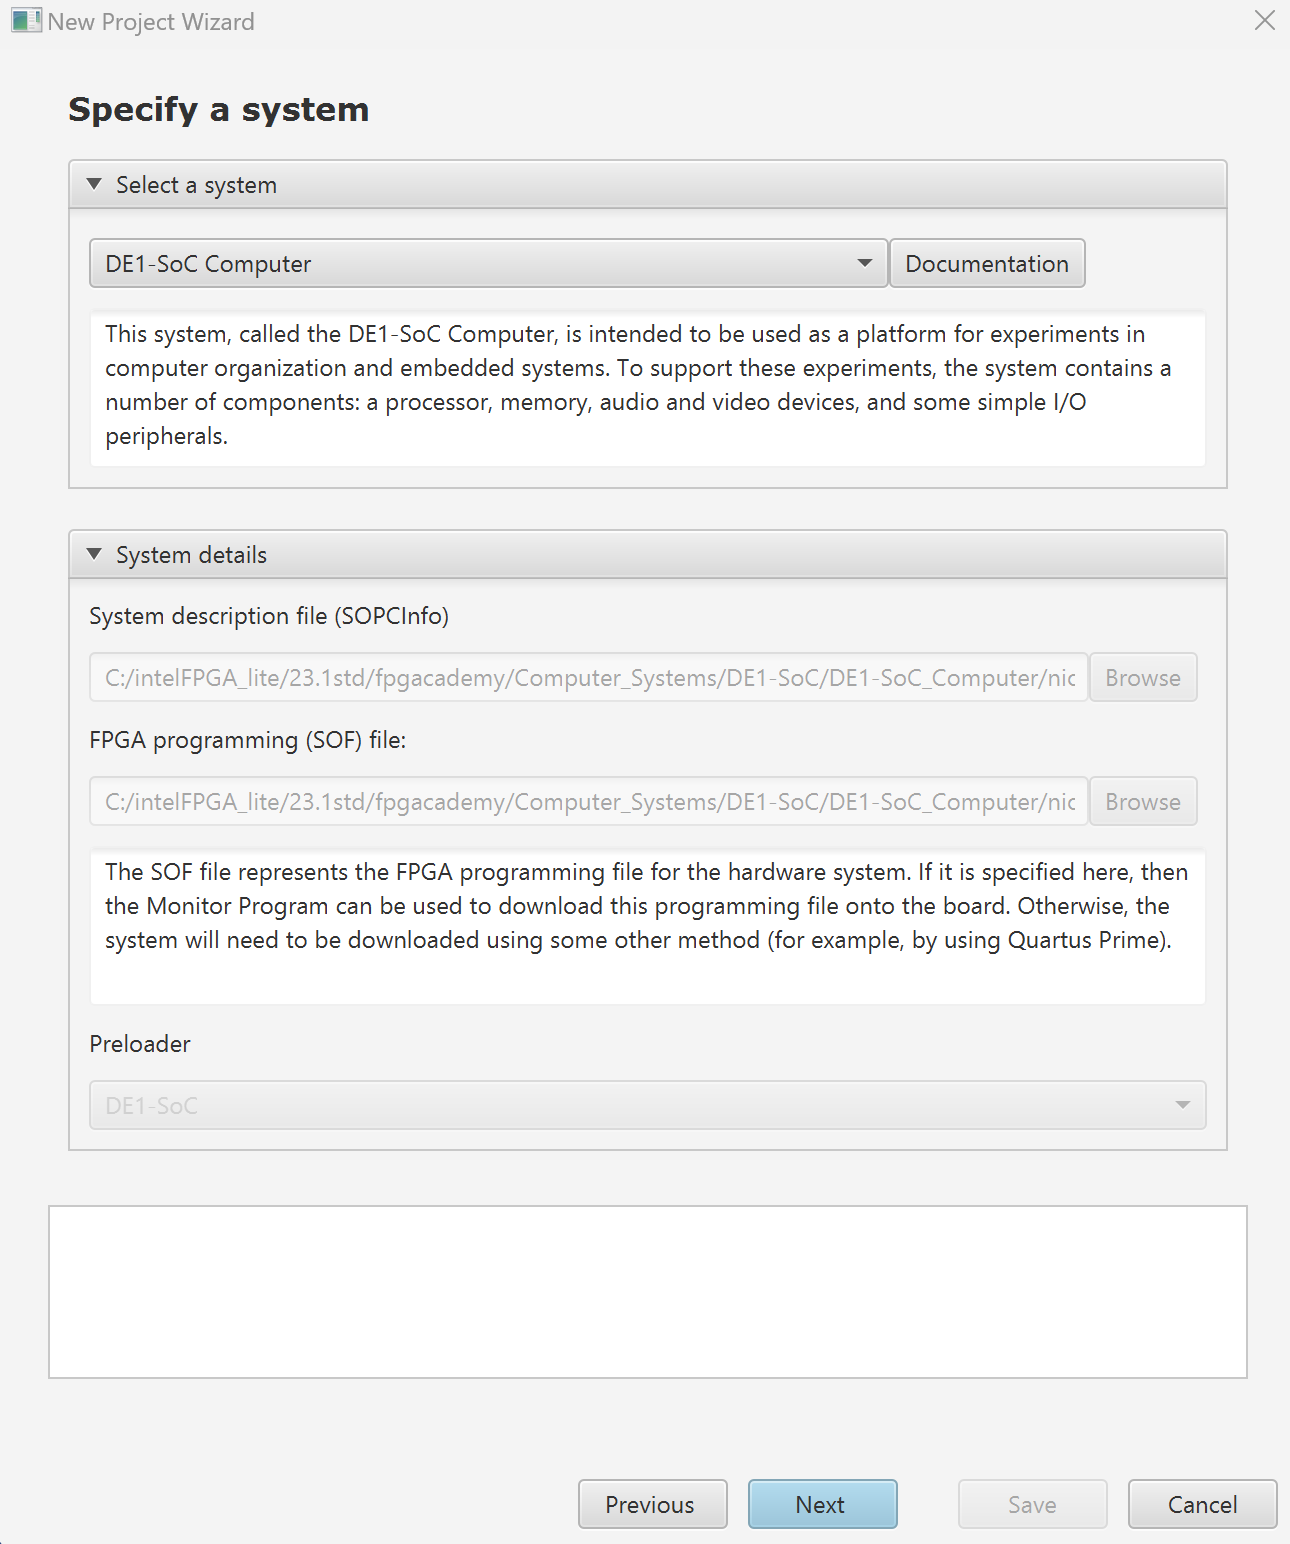 New Project Wizard
Specify a system
Select a system
DE1-SoC Computer
Documentation
This system, called the DE1-SoC Computer, is intended to be used as a platform for experiments in
computer organization and embedded systems. To support these experiments, the system contains a
number of components: a processor, memory, audio and video devices, and some simple I/O
peripherals.
System details
System description file (SOPCInfo)
C:/intelFPGA_lite/23.1std/fpgacademy/Computer_Systems/DE1-SoC/DE1-SoC_Computer/nic
Browse
FPGA programming (SOF) file:
C:/intelFPGA_lite/23.1std/fpgacademy/Computer_Systems/DE1-SoC/DE1-SoC_Computer/nic
Browse
The SOF file represents the FPGA programming file for the hardware system. If it is specified here, then
the Monitor Program can be used to download this programming file onto the board. Otherwise, the
system will need to be downloaded using some other method (for example, by using Quartus Prime).
Preloader
DE1-SoC
Previous
Next
Save
Cancel